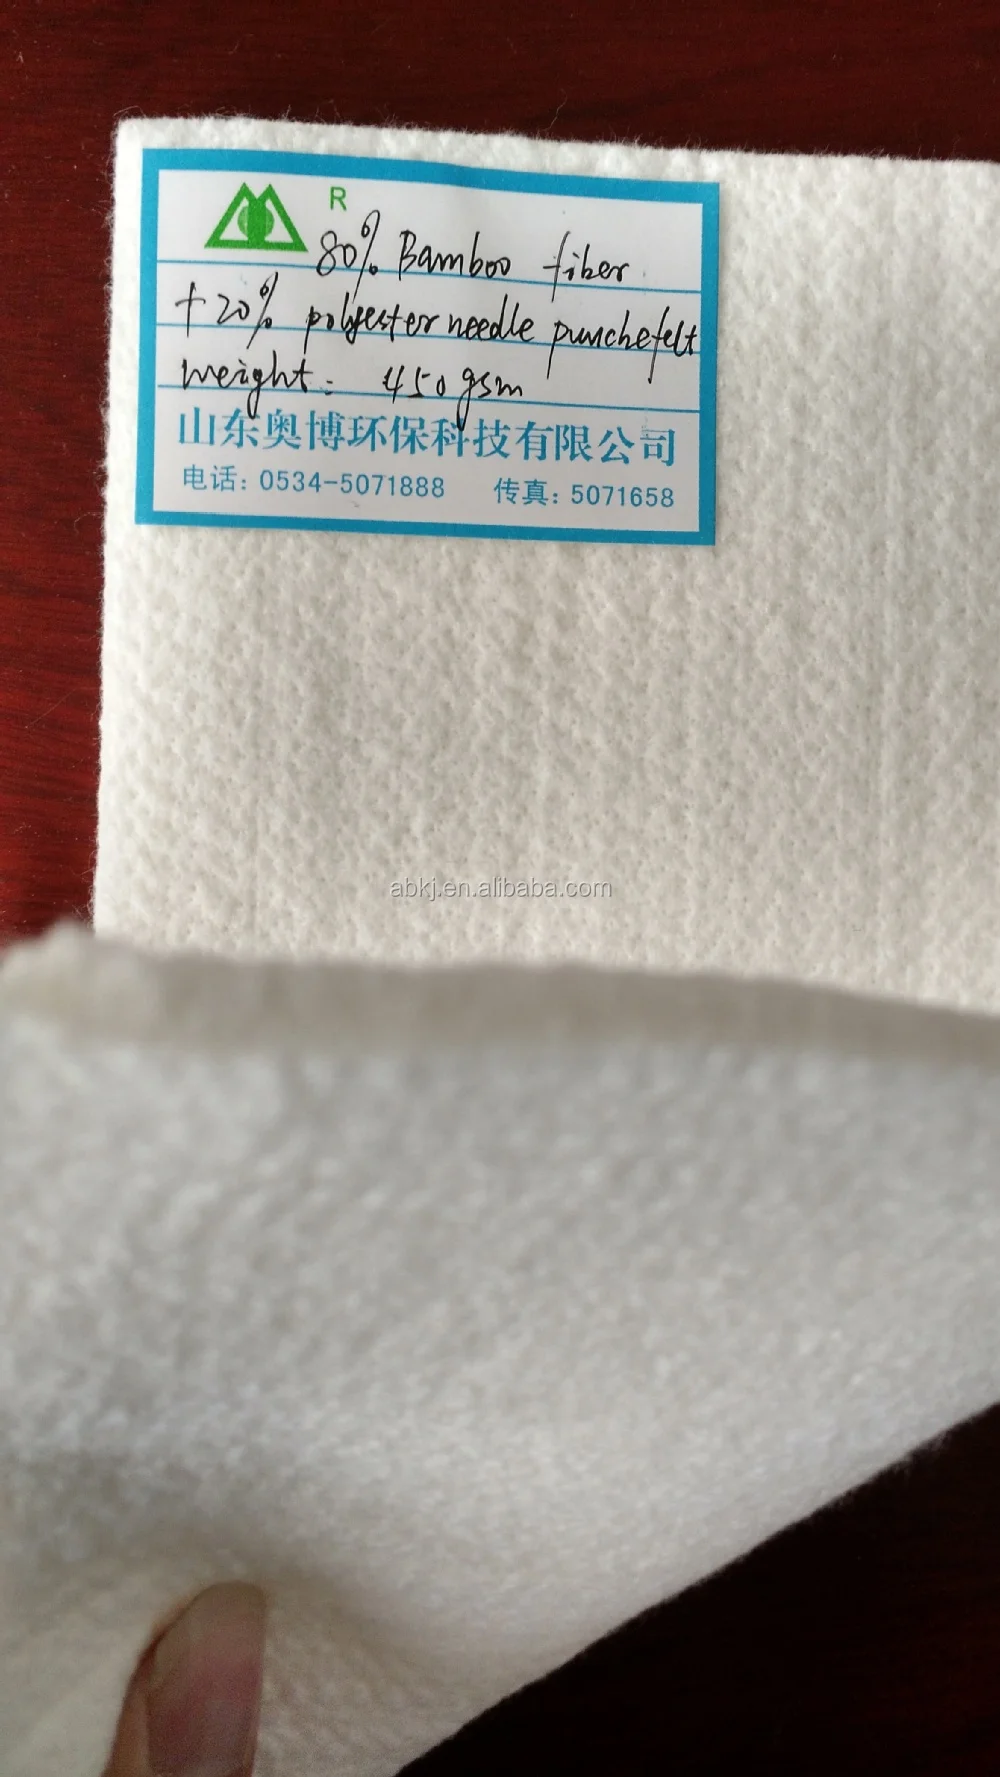 R
80% Bamboo fiber
+20% polyester needle punchefelt
weight: 450gsm
山东奥博环保科技有限公司
电话: 0534-5071888 传真: 5071658
abkj.en.alibaba.com